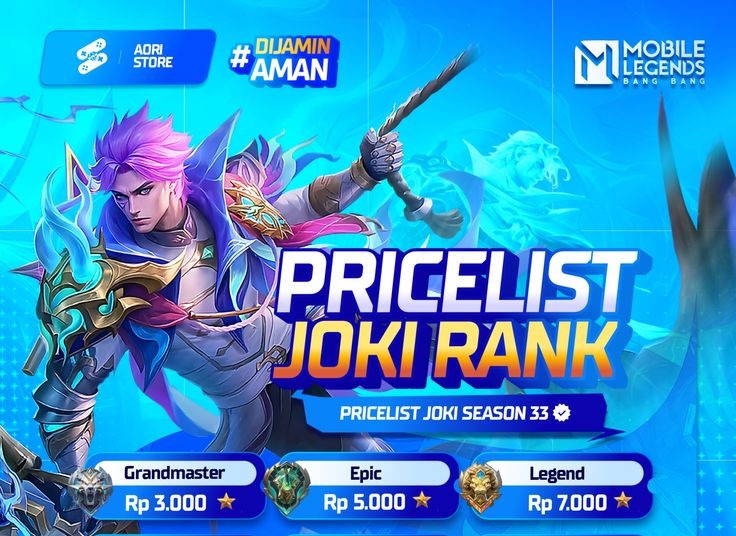 AORI
STORE
#DIJAMIN
AMAN
MOBILE
LEGENDS
BANG BANG
PRICELIST
JOKI RANK
PRICELIST JOKI SEASON 33
Grandmaster
Rp 3.000
Epic
Rp 5.000
Legend
Rp 7.000